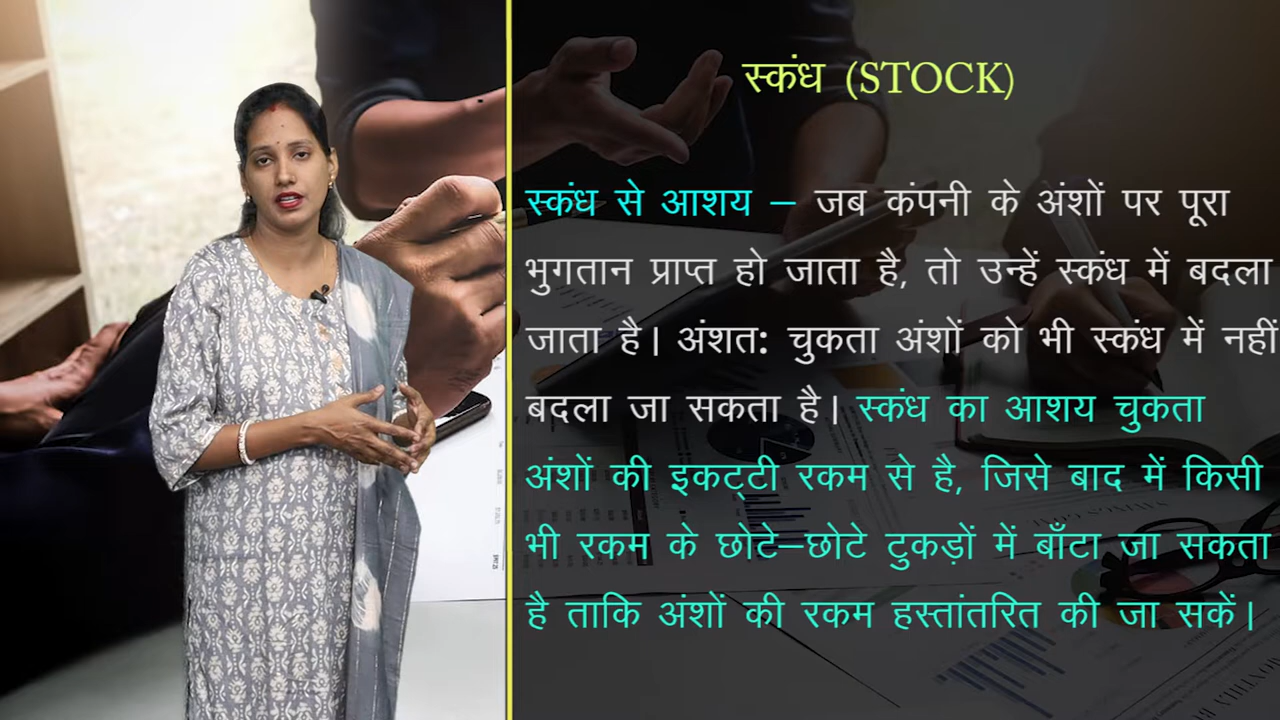 स्कंध (STOCK)
स्कंध से आशय – जब कंपनी के अंशों पर पूरा
भुगतान प्राप्त हो जाता है, तो उन्हें स्कंध में बदला
जाता है। अंशत: चुकता अंशों को भी स्कंध में नहीं
बदला जा सकता है। स्कंध का आशय चुकता
अंशों की इकट्टी रकम से है, जिसे बाद में किसी
भी रकम के छोटे–छोटे टुकड़ों में बाँटा जा सकता
है ताकि अंशों की रकम हस्तांतरित की जा सकें।